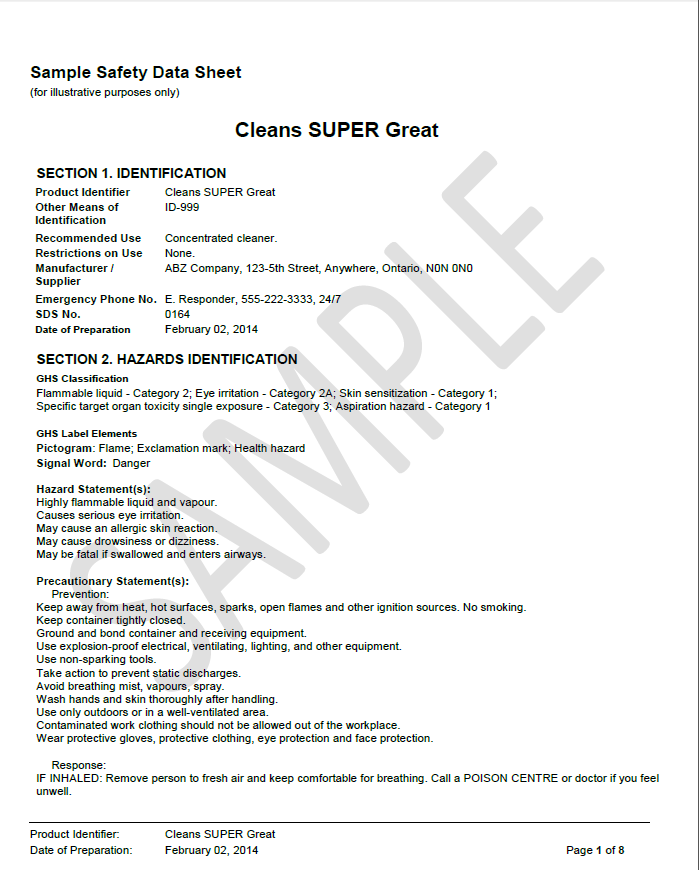 Sample Safety Data Sheet
(for illustrative purposes only)
Cleans SUPER Great
SECTION 1. IDENTIFICATION
Product Identifier Cleans SUPER Great
Other Means of Identification ID-999
Recommended Use Concentrated cleaner.
Restrictions on Use None.
Manufacturer / Supplier ABZ Company, 123-5th Street, Anywhere, Ontario, N0N 0N0
Emergency Phone No. E. Responder, 555-222-3333, 24/7
SDS No. 0164
Date of Preparation February 02, 2014
SECTION 2. HAZARDS IDENTIFICATION
GHS Classification
Flammable liquid - Category 2; Eye irritation - Category 2A; Skin sensitization - Category 1;
Specific target organ toxicity single exposure - Category 3; Aspiration hazard - Category 1
GHS Label Elements
Pictogram: Flame; Exclamation mark; Health hazard
Signal Word: Danger
Hazard Statement(s):
Highly flammable liquid and vapour.
Causes serious eye irritation.
May cause an allergic skin reaction.
May cause drowsiness or dizziness.
May be fatal if swallowed and enters airways.
Precautionary Statement(s):
Prevention:
Keep away from heat, hot surfaces, sparks, open flames and other ignition sources. No smoking.
Keep container tightly closed.
Ground and bond container and receiving equipment.
Use explosion-proof electrical, ventilating, lighting, and other equipment.
Use non-sparking tools.
Take action to prevent static discharges.
Avoid breathing mist, vapours, spray.
Wash hands and skin thoroughly after handling.
Use only outdoors or in a well-ventilated area.
Contaminated work clothing should not be allowed out of the workplace.
Wear protective gloves, protective clothing, eye protection and face protection.
Response:
IF INHALED: Remove person to fresh air and keep comfortable for breathing. Call a POISON CENTRE or doctor if you feel
unwell.
Product Identifier: Cleans SUPER Great
Date of Preparation: February 02, 2014 Page 1 of 8
SAMPLE